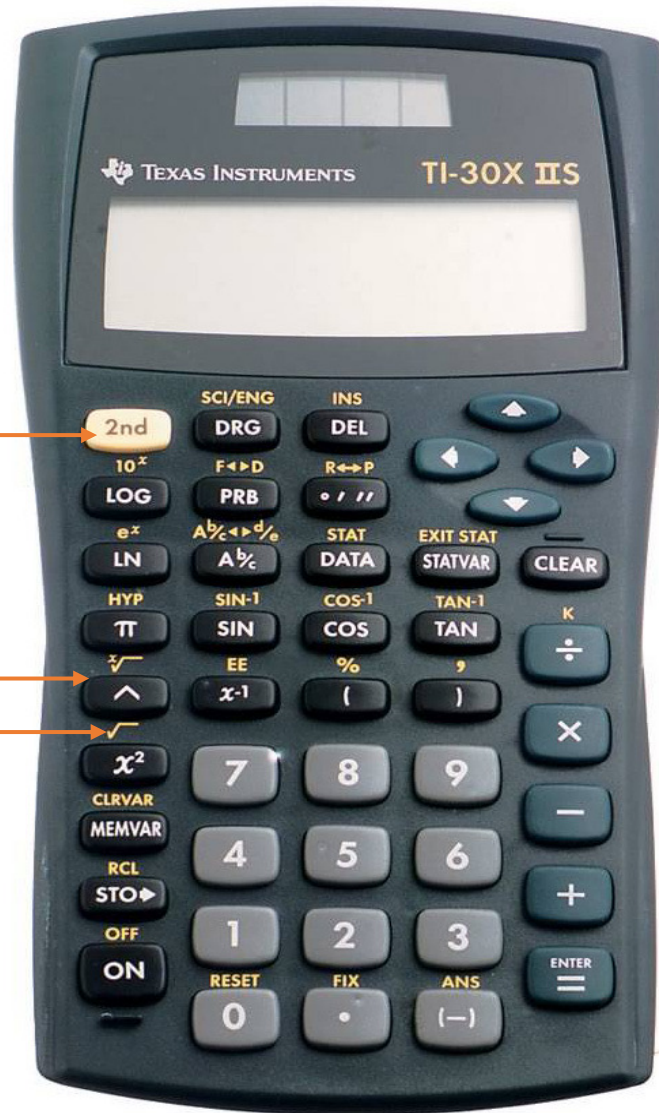 TEXAS INSTRUMENTS TI-30X IIS
SCI/ENG INS
2nd DRG DEL
10ˣ F◄►D R◄►P
LOG PRB ° ' "
eˣ Aᵇ/c◄►ᵈ/e STAT EXIT STAT
LN Aᵇ/c DATA STATVAR CLEAR
HYP SIN-1 COS-1 TAN-1 K
π SIN COS TAN ÷
ˣ√ EE % ,
^ x-1 ( ) ×
√
x² 7 8 9 −
CLRVAR
MEMVAR 4 5 6 +
RCL
STO► 1 2 3
OFF
ON ENTER =
RESET FIX ANS
0 . (−)